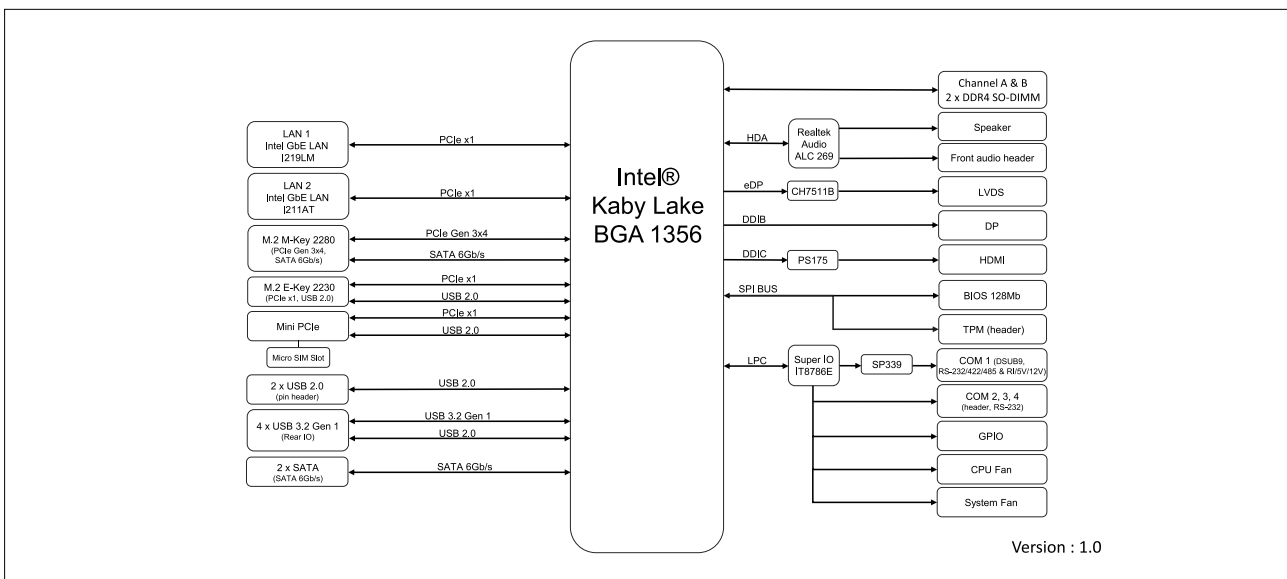 LAN 1
Intel GbE LAN
I219LM
PCIe x1
LAN 2
Intel GbE LAN
I211AT
PCIe x1
M.2 M-Key 2280
(PCIe Gen 3x4,
SATA 6Gb/s)
PCIe Gen 3x4
SATA 6Gb/s
M.2 E-Key 2230
(PCIe x1, USB 2.0)
PCIe x1
USB 2.0
Mini PCIe
PCIe x1
USB 2.0
Micro SIM Slot
2 x USB 2.0
(pin header)
USB 2.0
4 x USB 3.2 Gen 1
(Rear IO)
USB 3.2 Gen 1
USB 2.0
2 x SATA
(SATA 6Gb/s)
SATA 6Gb/s
Intel®
Kaby Lake
BGA 1356
Channel A & B
2 x DDR4 SO-DIMM
HDA
Realtek
Audio
ALC 269
Speaker
Front audio header
eDP
CH7511B
LVDS
DDIB
DP
DDIC
PS175
HDMI
SPI BUS
BIOS 128Mb
TPM (header)
LPC
Super IO
IT8786E
SP339
COM 1 (DSUB9,
RS-232/422/485 & RI/5V/12V)
COM 2, 3, 4
(header, RS-232)
GPIO
CPU Fan
System Fan
Version : 1.0